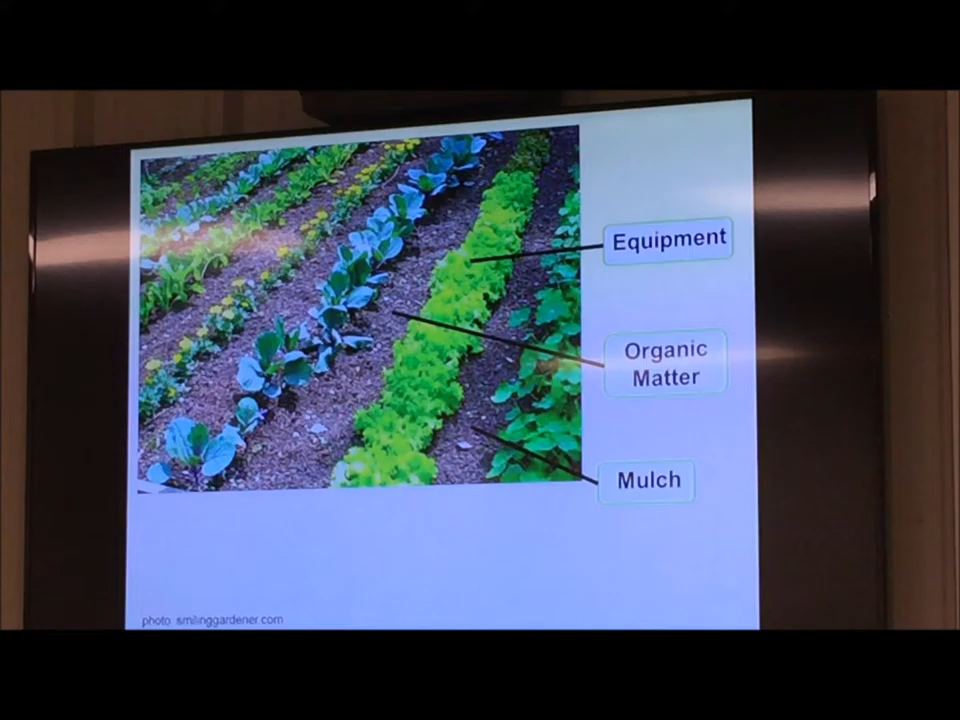 Equipment
Organic
Matter
Mulch
photo: smilinggardener.com